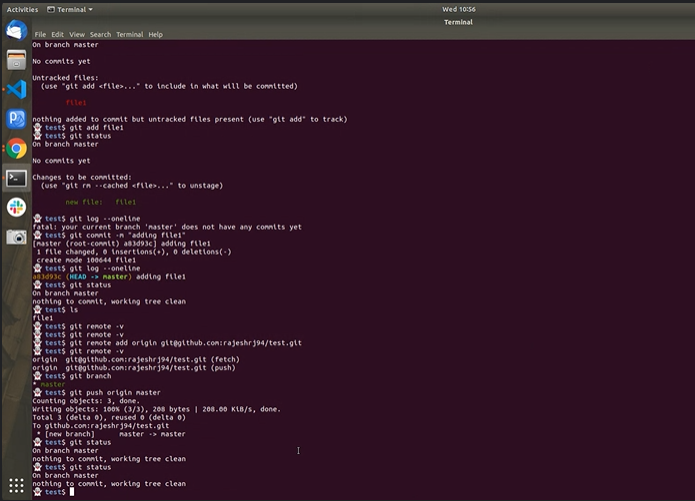 Activities Terminal Wed 10:56
Terminal
File Edit View Search Terminal Help
On branch master
No commits yet
Untracked files:
(use "git add <file>..." to include in what will be committed)
file1
nothing added to commit but untracked files present (use "git add" to track)
test$ git add file1
test$ git status
On branch master
No commits yet
Changes to be committed:
(use "git rm --cached <file>..." to unstage)
new file: file1
test$ git log --oneline
fatal: your current branch 'master' does not have any commits yet
test$ git commit -m "adding file1"
[master (root-commit) a03d93c] adding file1
1 file changed, 0 insertions(+), 0 deletions(-)
create mode 100644 file1
test$ git log --oneline
a03d93c (HEAD -> master) adding file1
test$ git status
On branch master
nothing to commit, working tree clean
test$ ls
file1
test$ git remote -v
test$ git remote -v
test$ git remote add origin git@github.com:rajeshrj94/test.git
test$ git remote -v
origin git@github.com:rajeshrj94/test.git (fetch)
origin git@github.com:rajeshrj94/test.git (push)
test$ git branch
* master
test$ git push origin master
Counting objects: 3, done.
Writing objects: 100% (3/3), 208 bytes | 208.00 KiB/s, done.
Total 3 (delta 0), reused 0 (delta 0)
To github.com:rajeshrj94/test.git
* [new branch] master -> master
test$ git status
On branch master
nothing to commit, working tree clean
test$ git status
On branch master
nothing to commit, working tree clean
test$